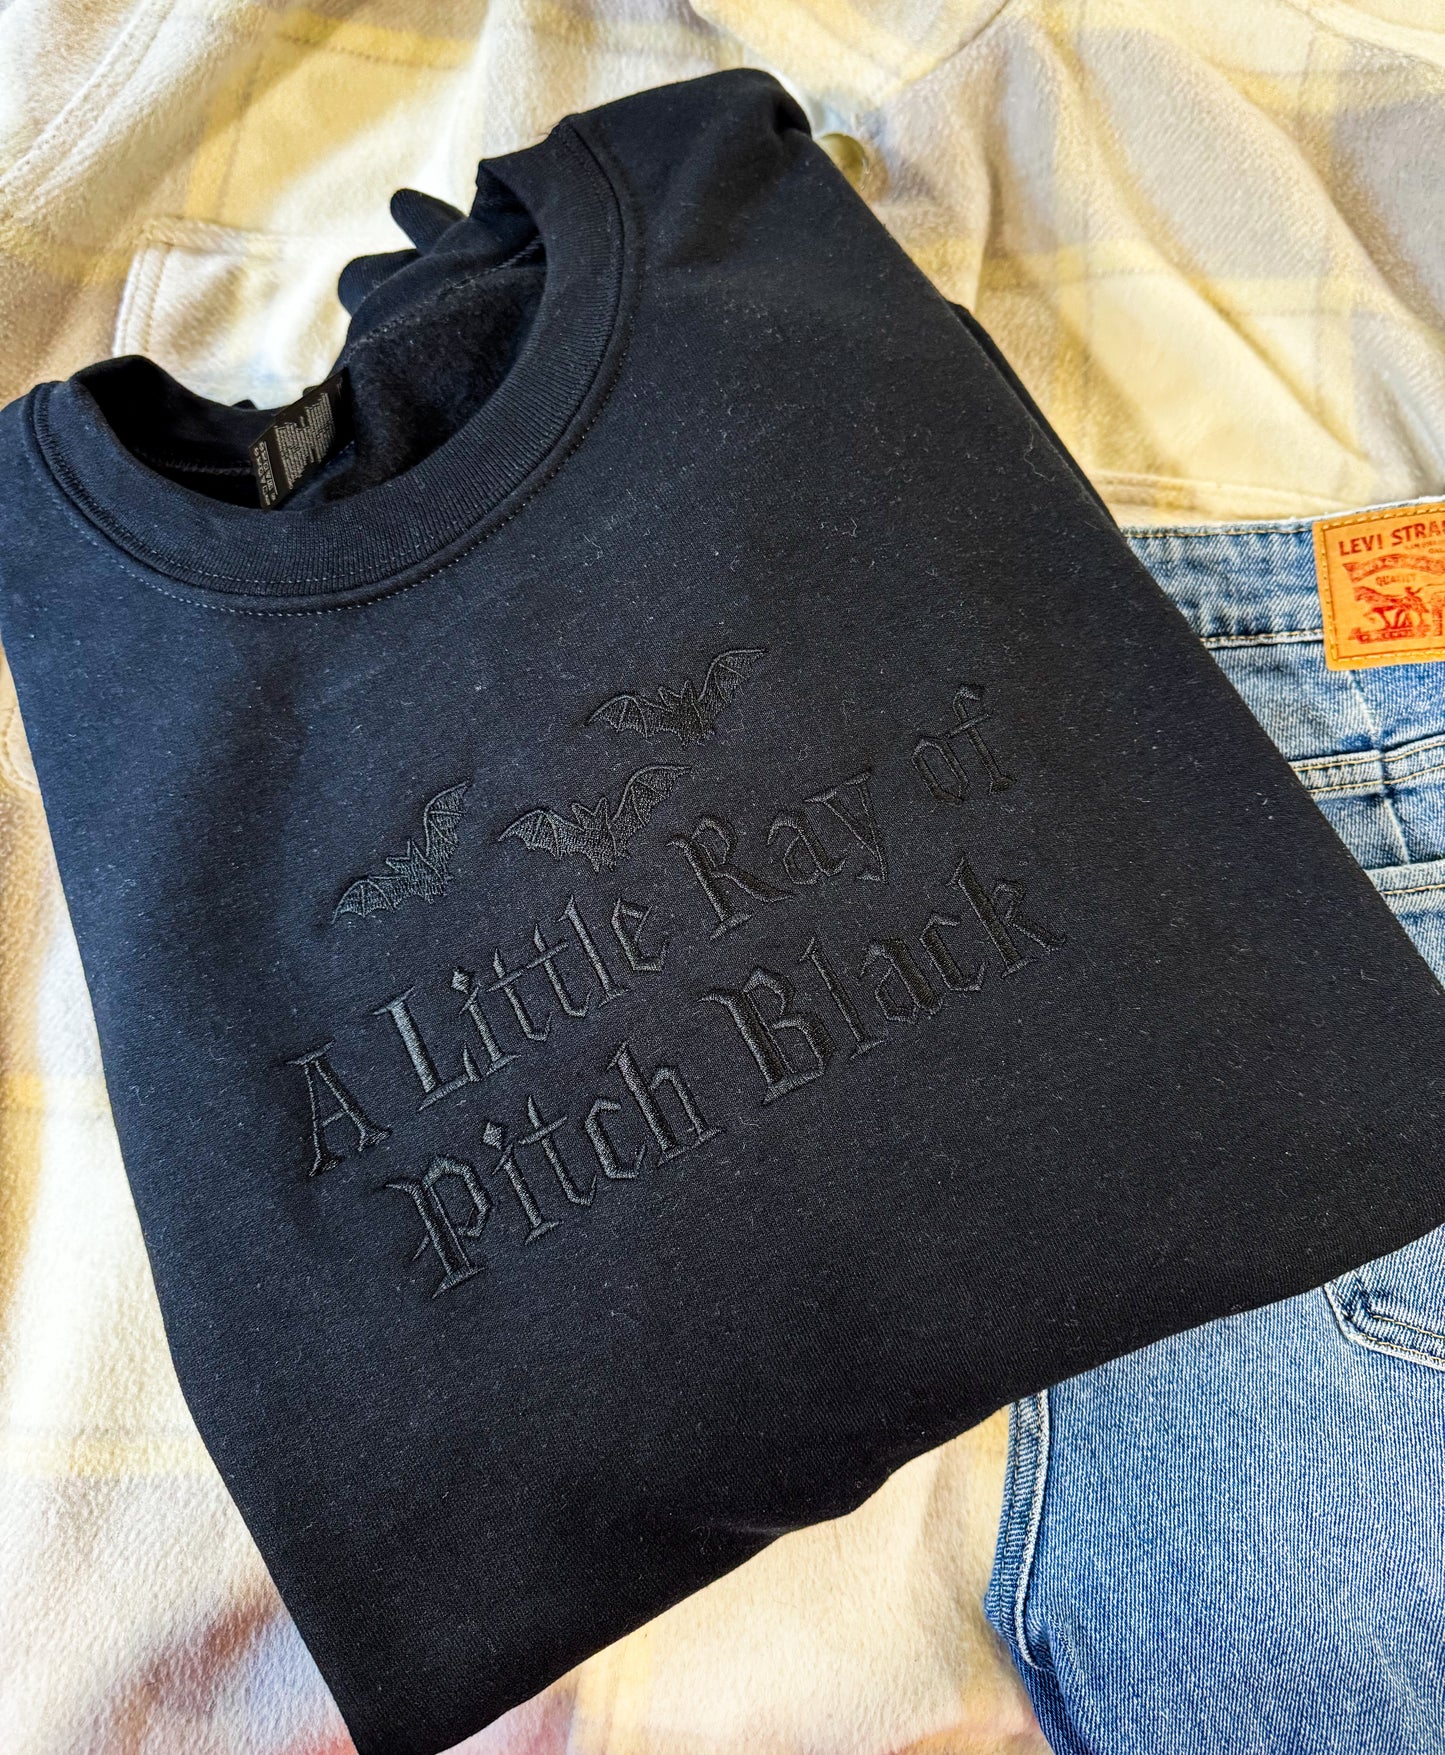 A Little Ray of
Pitch Black
LEVI STRA
QUALITY